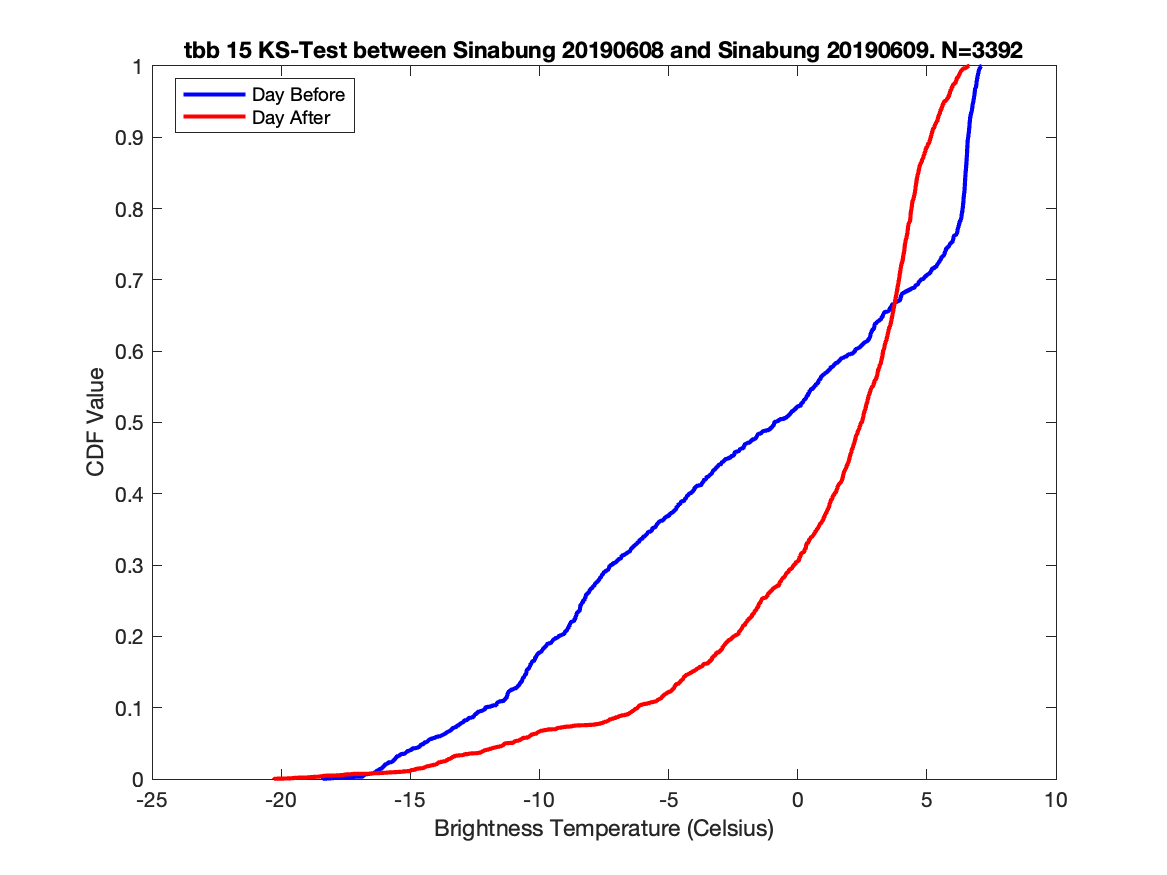 tbb 15 KS-Test between Sinabung 20190608 and Sinabung 20190609. N=3392
Day Before
Day After
1
0.9
0.8
0.7
0.6
0.5
0.4
0.3
0.2
0.1
0
CDF Value
-25 -20 -15 -10 -5 0 5 10
Brightness Temperature (Celsius)